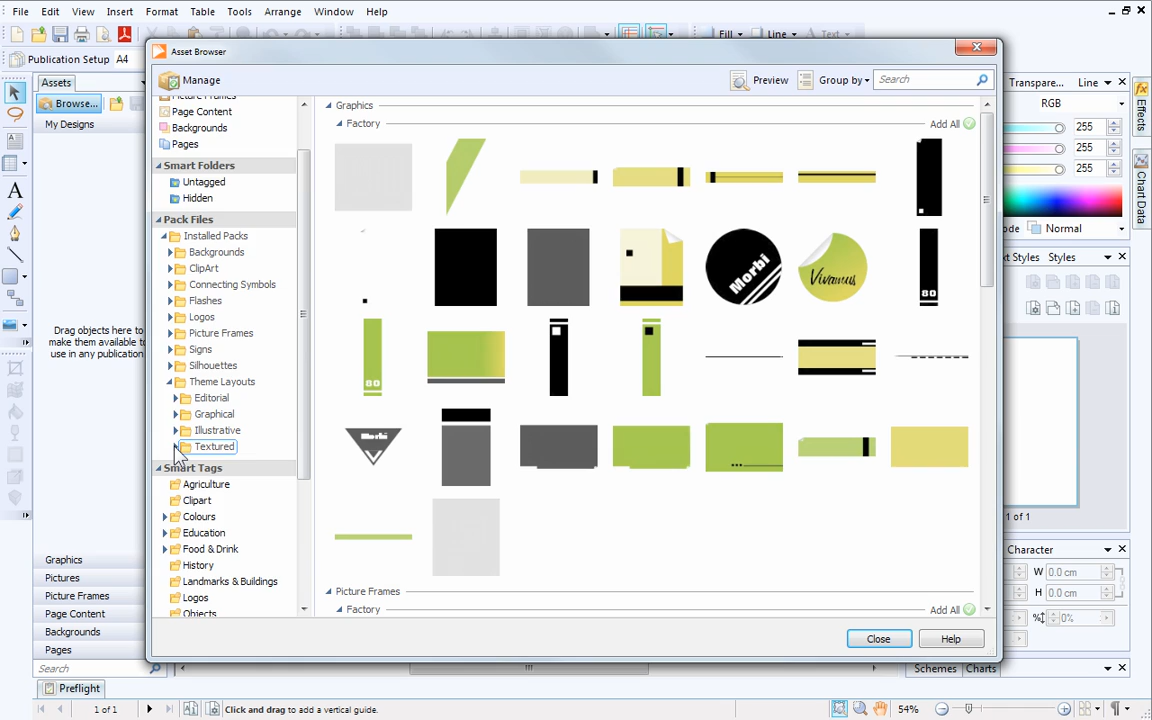 File Edit View Insert Format Table Tools Arrange Window Help
Fill Line Text
Publication Setup A4
Asset Browser
Manage
Preview Group by Search
Assets
Browse...
My Designs
Drag objects here to
make them available to
use in any publication
Graphics
Pictures
Picture Frames
Page Content
Backgrounds
Pages
Search
Picture Frames
Page Content
Backgrounds
Pages
Smart Folders
Untagged
Hidden
Pack Files
Installed Packs
Backgrounds
ClipArt
Connecting Symbols
Flashes
Logos
Picture Frames
Signs
Silhouettes
Theme Layouts
Editorial
Graphical
Illustrative
Textured
Smart Tags
Agriculture
Clipart
Colours
Education
Food & Drink
History
Landmarks & Buildings
Logos
Objects
Graphics
Factory
Add All
Morbi
Vivamus
80
80
Morbi
Picture Frames
Factory
Add All
Close Help
Transpare... Line
RGB
255
255
255
Normal
Styles
1 of 1
Character
W 0.0 cm
H 0.0 cm
0%
Schemes Charts
Effects
Chart Data
Preflight
1 of 1
Click and drag to add a vertical guide.
54%